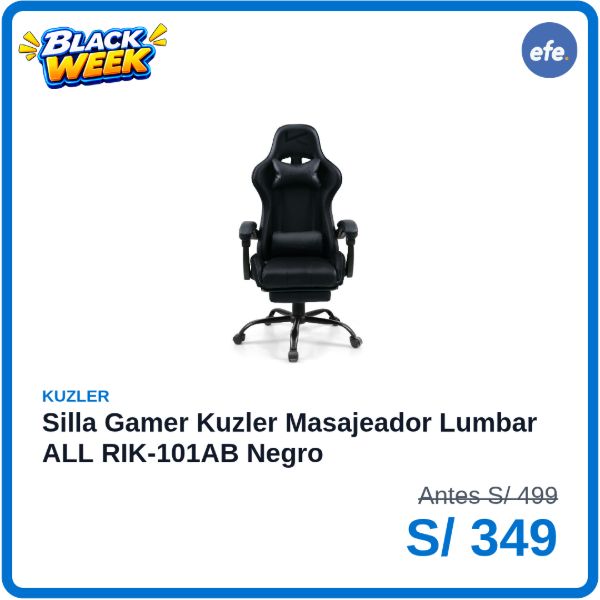 BLACK
WEEK
efe.
KUZLER
Silla Gamer Kuzler Masajeador Lumbar
ALL RIK-101AB Negro
Antes S/ 499
S/ 349